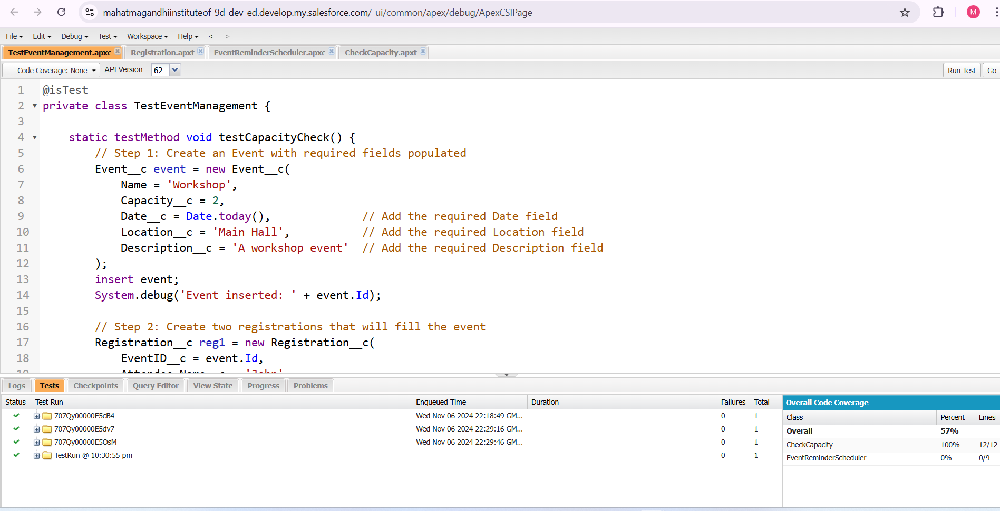 mahatmagandhiinstituteof-9d-dev-ed.develop.my.salesforce.com/_ui/common/apex/debug/ApexCSIPage
M
File Edit Debug Test Workspace Help < >
TestEventManagement.apxc Registration.apxt EventReminderScheduler.apxc CheckCapacity.apxt
Code Coverage: None API Version: 62 Run Test Go
1 @isTest
2 private class TestEventManagement {
3
4 static testMethod void testCapacityCheck() {
5 // Step 1: Create an Event with required fields populated
6 Event__c event = new Event__c(
7 Name = 'Workshop',
8 Capacity__c = 2,
9 Date__c = Date.today(), // Add the required Date field
10 Location__c = 'Main Hall', // Add the required Location field
11 Description__c = 'A workshop event' // Add the required Description field
12 );
13 insert event;
14 System.debug('Event inserted: ' + event.Id);
15
16 // Step 2: Create two registrations that will fill the event
17 Registration__c reg1 = new Registration__c(
18 EventID__c = event.Id,
Logs Tests Checkpoints Query Editor View State Progress Problems
Status Test Run Enqueued Time Duration Failures Total
707Qy00000E5cB4 Wed Nov 06 2024 22:18:49 GM... 0 1
707Qy00000E5dv7 Wed Nov 06 2024 22:29:16 GM... 0 1
707Qy00000E5OsM Wed Nov 06 2024 22:29:46 GM... 0 1
TestRun @ 10:30:55 pm 0 1
Overall Code Coverage
Class Percent Lines
Overall 57%
CheckCapacity 100% 12/12
EventReminderScheduler 0% 0/9